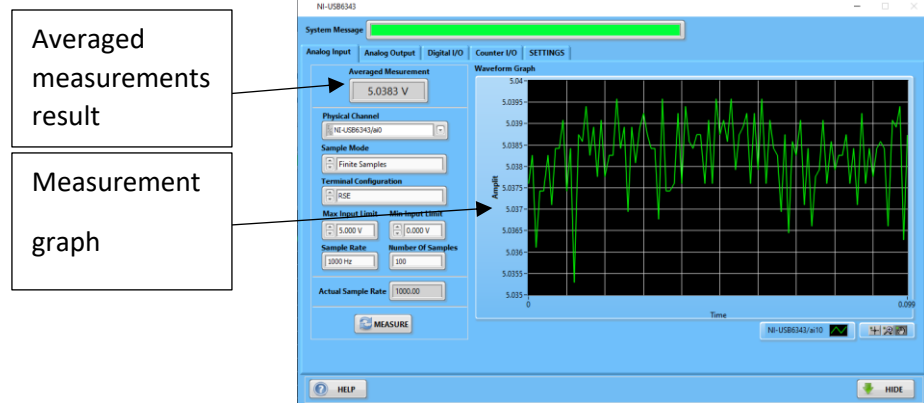 Averaged
measurements
result
Measurement
graph
NI-USB6343
System Message
Analog Input Analog Output Digital I/O Counter I/O SETTINGS
Averaged Mesurement
5.0383 V
Physical Channel
NI-USB6343/ai0
Sample Mode
Finite Samples
Terminal Configuration
RSE
Max Input Limit Min Input Limit
5.000 V 0.000 V
Sample Rate Number Of Samples
1000 Hz 100
Actual Sample Rate 1000.00
MEASURE
Waveform Graph
5.04
5.0395
5.039
5.0385
5.038
5.0375
5.037
5.0365
5.036
5.0355
5.035
Amplit
0 0.099
Time
NI-USB6343/ai10
HELP HIDE